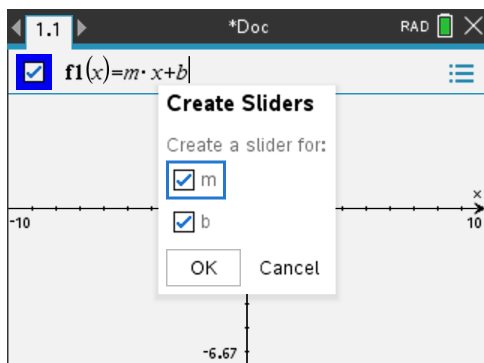 1.1 *Doc RAD
f1(x)=m·x+b
Create Sliders
Create a slider for:
m
b
OK Cancel
x
-10 10
-6.67